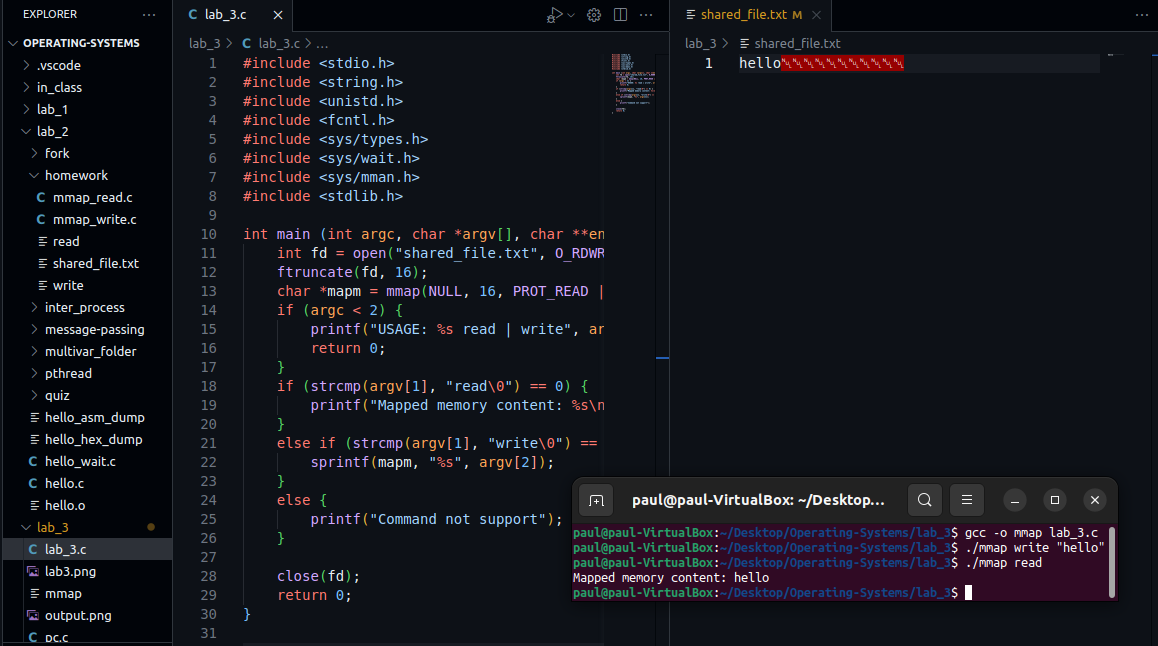 EXPLORER
OPERATING-SYSTEMS
.vscode
in_class
lab_1
lab_2
fork
homework
C mmap_read.c
C mmap_write.c
read
shared_file.txt
write
inter_process
message-passing
multivar_folder
pthread
quiz
hello_asm_dump
hello_hex_dump
C hello_wait.c
C hello.c
hello.o
lab_3
C lab_3.c
lab3.png
mmap
output.png
C pc.c
C lab_3.c
lab_3 > C lab_3.c > ...
1 #include <stdio.h>
2 #include <string.h>
3 #include <unistd.h>
4 #include <fcntl.h>
5 #include <sys/types.h>
6 #include <sys/wait.h>
7 #include <sys/mman.h>
8 #include <stdlib.h>
9
10 int main (int argc, char *argv[], char **en
11 int fd = open("shared_file.txt", O_RDWR
12 ftruncate(fd, 16);
13 char *mapm = mmap(NULL, 16, PROT_READ |
14 if (argc < 2) {
15 printf("USAGE: %s read | write", ar
16 return 0;
17 }
18 if (strcmp(argv[1], "read\0") == 0) {
19 printf("Mapped memory content: %s\n
20 }
21 else if (strcmp(argv[1], "write\0") ==
22 sprintf(mapm, "%s", argv[2]);
23 }
24 else {
25 printf("Command not support");
26 }
27
28 close(fd);
29 return 0;
30 }
31
shared_file.txt M
lab_3 > shared_file.txt
1 hello
paul@paul-VirtualBox: ~/Desktop...
paul@paul-VirtualBox:~/Desktop/Operating-Systems/lab_3$ gcc -o mmap lab_3.c
paul@paul-VirtualBox:~/Desktop/Operating-Systems/lab_3$ ./mmap write "hello"
paul@paul-VirtualBox:~/Desktop/Operating-Systems/lab_3$ ./mmap read
Mapped memory content: hello
paul@paul-VirtualBox:~/Desktop/Operating-Systems/lab_3$